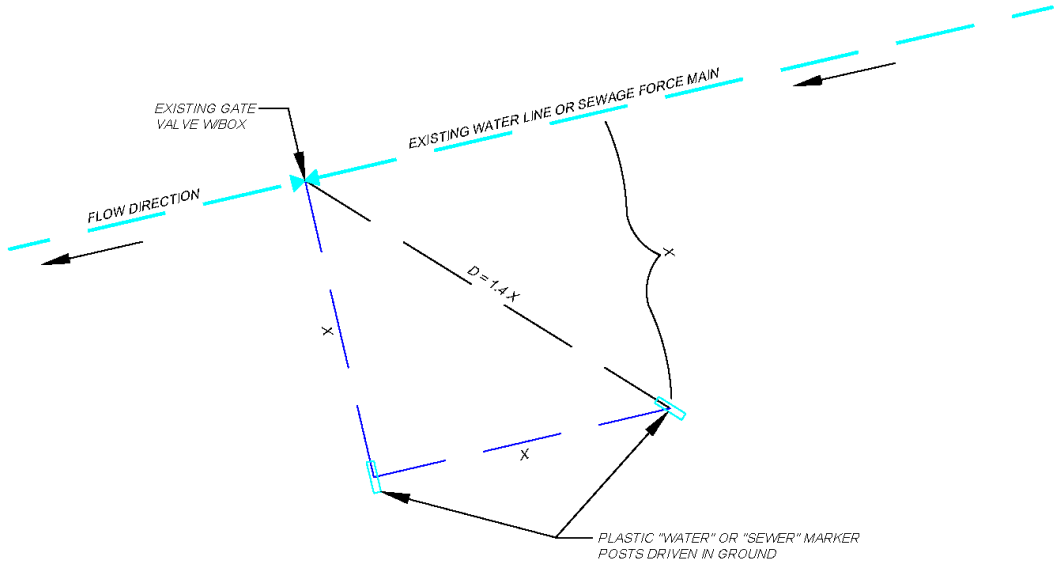 EXISTING WATER LINE OR SEWAGE FORCE MAIN
EXISTING GATE
VALVE W/BOX
FLOW DIRECTION
X
D = 1.4 X
X
X
PLASTIC "WATER" OR "SEWER" MARKER
POSTS DRIVEN IN GROUND